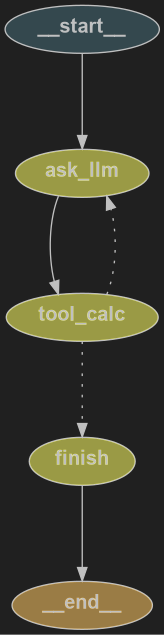 __start__
ask_llm
tool_calc
finish
__end__